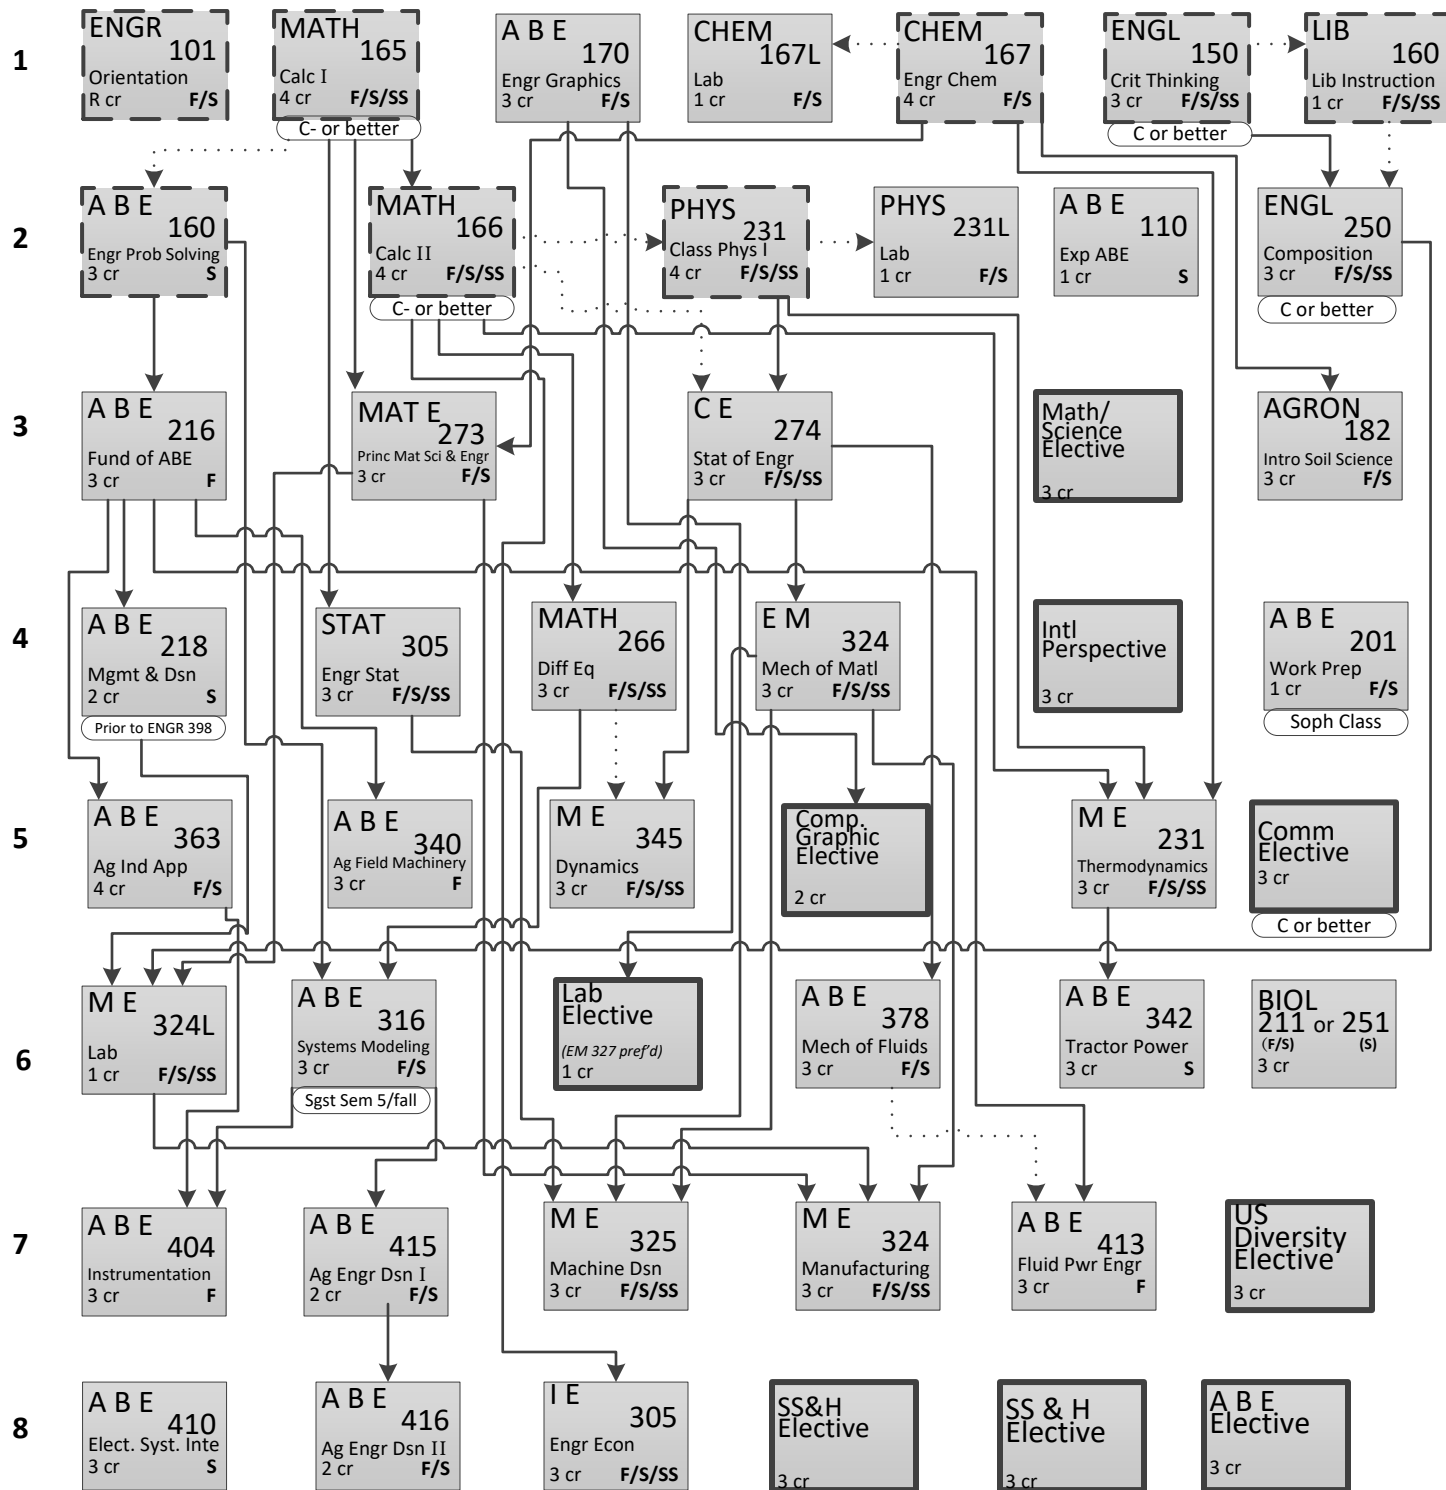 1
ENGR
101
Orientation
R cr F/S
MATH
165
Calc I
4 cr F/S/SS
C- or better
A B E
170
Engr Graphics
3 cr F/S
CHEM
167L
Lab
1 cr F/S
CHEM
167
Engr Chem
4 cr F/S
ENGL
150
Crit Thinking
3 cr F/S/SS
C or better
LIB
160
Lib Instruction
1 cr F/S/SS
2
A B E
160
Engr Prob Solving
3 cr S
MATH
166
Calc II
4 cr F/S/SS
C- or better
PHYS
231
Class Phys I
4 cr F/S/SS
PHYS
231L
Lab
1 cr F/S
A B E
110
Exp ABE
1 cr S
ENGL
250
Composition
3 cr F/S/SS
C or better
3
A B E
216
Fund of ABE
3 cr F
MAT E
273
Princ Mat Sci & Engr
3 cr F/S
C E
274
Stat of Engr
3 cr F/S/SS
Math/
Science
Elective
3 cr
AGRON
182
Intro Soil Science
3 cr F/S
4
A B E
218
Mgmt & Dsn
2 cr S
Prior to ENGR 398
STAT
305
Engr Stat
3 cr F/S/SS
MATH
266
Diff Eq
3 cr F/S/SS
E M
324
Mech of Matl
3 cr F/S/SS
Intl
Perspective
3 cr
A B E
201
Work Prep
1 cr F/S
Soph Class
5
A B E
363
Ag Ind App
4 cr F/S
A B E
340
Ag Field Machinery
3 cr F
M E
345
Dynamics
3 cr F/S/SS
Comp.
Graphic
Elective
2 cr
M E
231
Thermodynamics
3 cr F/S/SS
Comm
Elective
3 cr
C or better
6
M E
324L
Lab
1 cr F/S/SS
A B E
316
Systems Modeling
3 cr F/S
Sgst Sem 5/fall
Lab
Elective
(EM 327 pref'd)
1 cr
A B E
378
Mech of Fluids
3 cr F/S
A B E
342
Tractor Power
3 cr S
BIOL
211 or 251
(F/S) (S)
3 cr
7
A B E
404
Instrumentation
3 cr F
A B E
415
Ag Engr Dsn I
2 cr F/S
M E
325
Machine Dsn
3 cr F/S/SS
M E
324
Manufacturing
3 cr F/S/SS
A B E
413
Fluid Pwr Engr
3 cr F
US
Diversity
Elective
3 cr
8
A B E
410
Elect. Syst. Inte
3 cr S
A B E
416
Ag Engr Dsn II
2 cr F/S
I E
305
Engr Econ
3 cr F/S/SS
SS&H
Elective
3 cr
SS & H
Elective
3 cr
A B E
Elective
3 cr